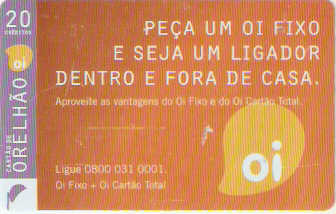 20
CRÉDITOS
oi
CARTÃO DE
ORELHÃO
PEÇA UM OI FIXO
E SEJA UM LIGADOR
DENTRO E FORA DE CASA.
Aproveite as vantagens do Oi Fixo e do Oi Cartão Total.
oi
Ligue 0800 031 0001.
Oi Fixo + Oi Cartão Total